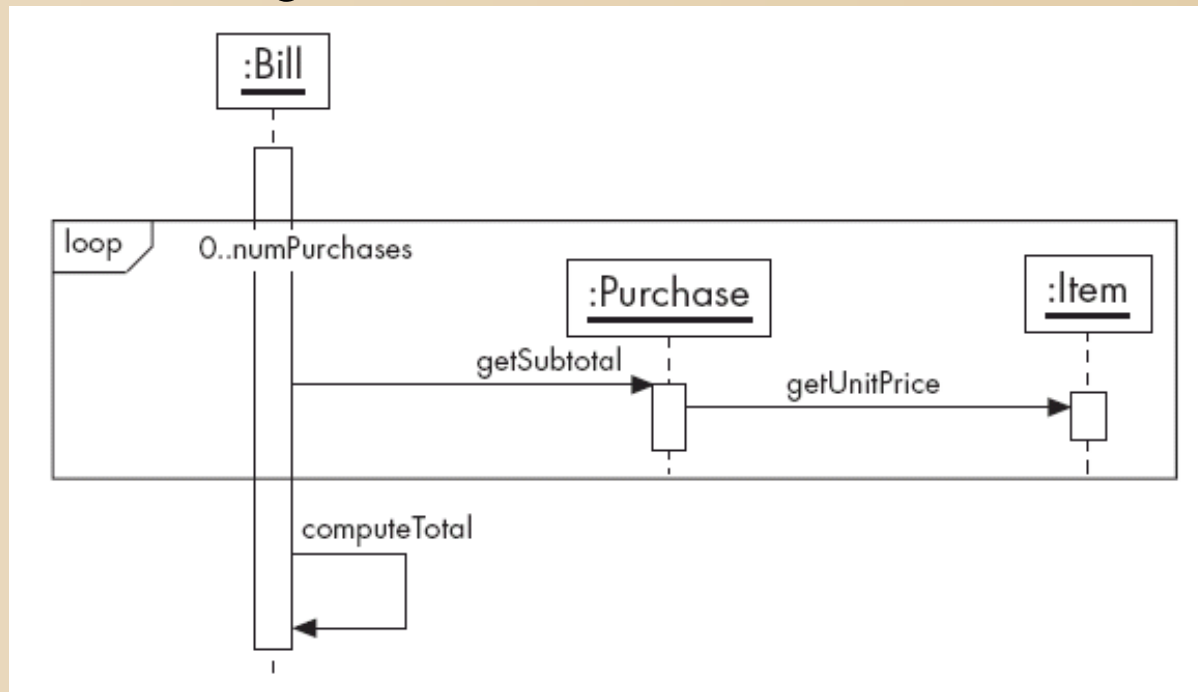 :Bill
loop
0..numPurchases
:Purchase
:Item
getSubtotal
getUnitPrice
computeTotal